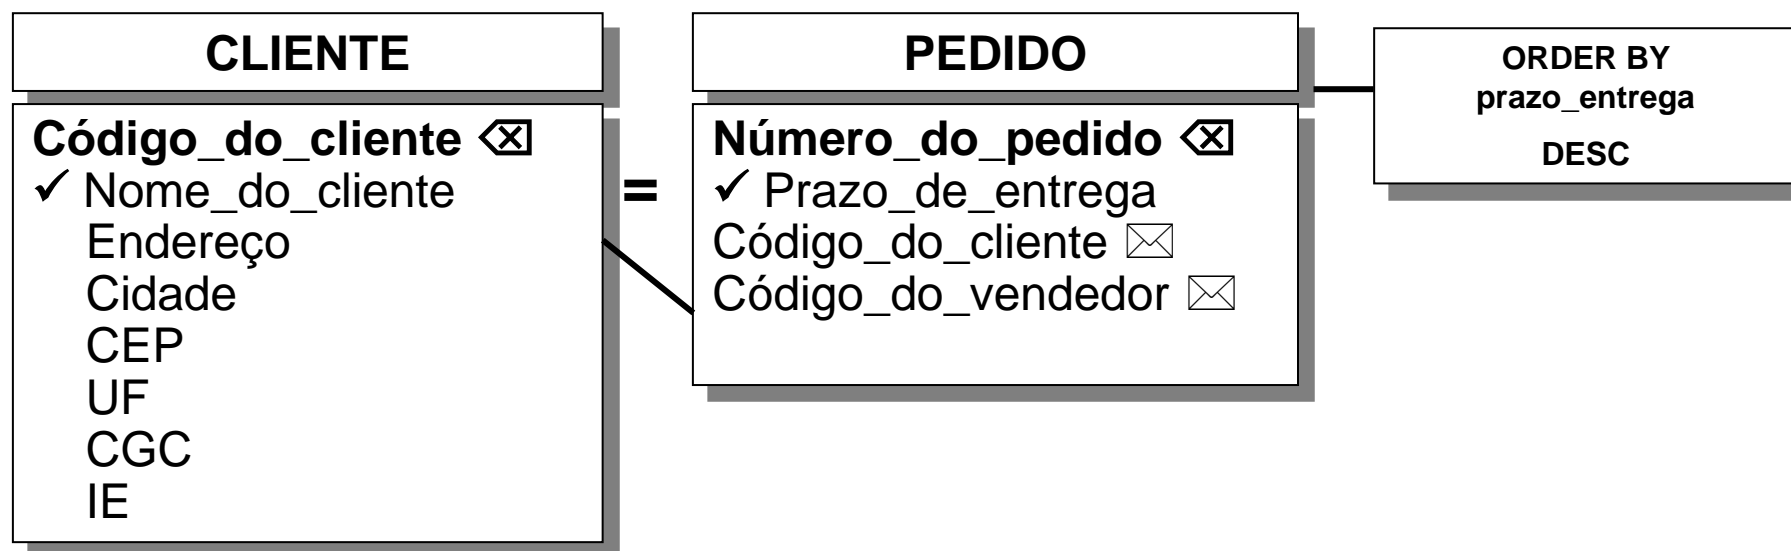 CLIENTE
Código_do_cliente ⌫
✓ Nome_do_cliente
Endereço
Cidade
CEP
UF
CGC
IE
=
PEDIDO
Número_do_pedido ⌫
✓ Prazo_de_entrega
Código_do_cliente ✉
Código_do_vendedor ✉
ORDER BY
prazo_entrega
DESC